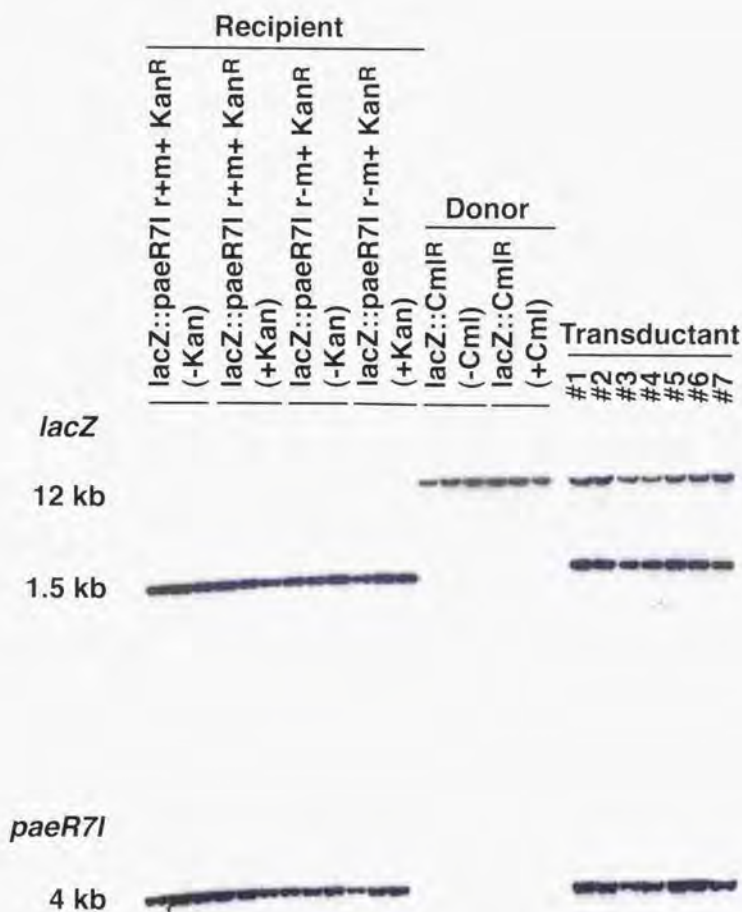 Recipient
lacZ::paeR7I r+m+ KanR
(-Kan)
lacZ::paeR7I r+m+ KanR
(+Kan)
lacZ::paeR7I r-m+ KanR
(-Kan)
lacZ::paeR7I r-m+ KanR
(+Kan)
Donor
lacZ::CmlR
(-Cml)
lacZ::CmlR
(+Cml)
Transductant
#1
#2
#3
#4
#5
#6
#7
lacZ
12 kb
1.5 kb
paeR7I
4 kb